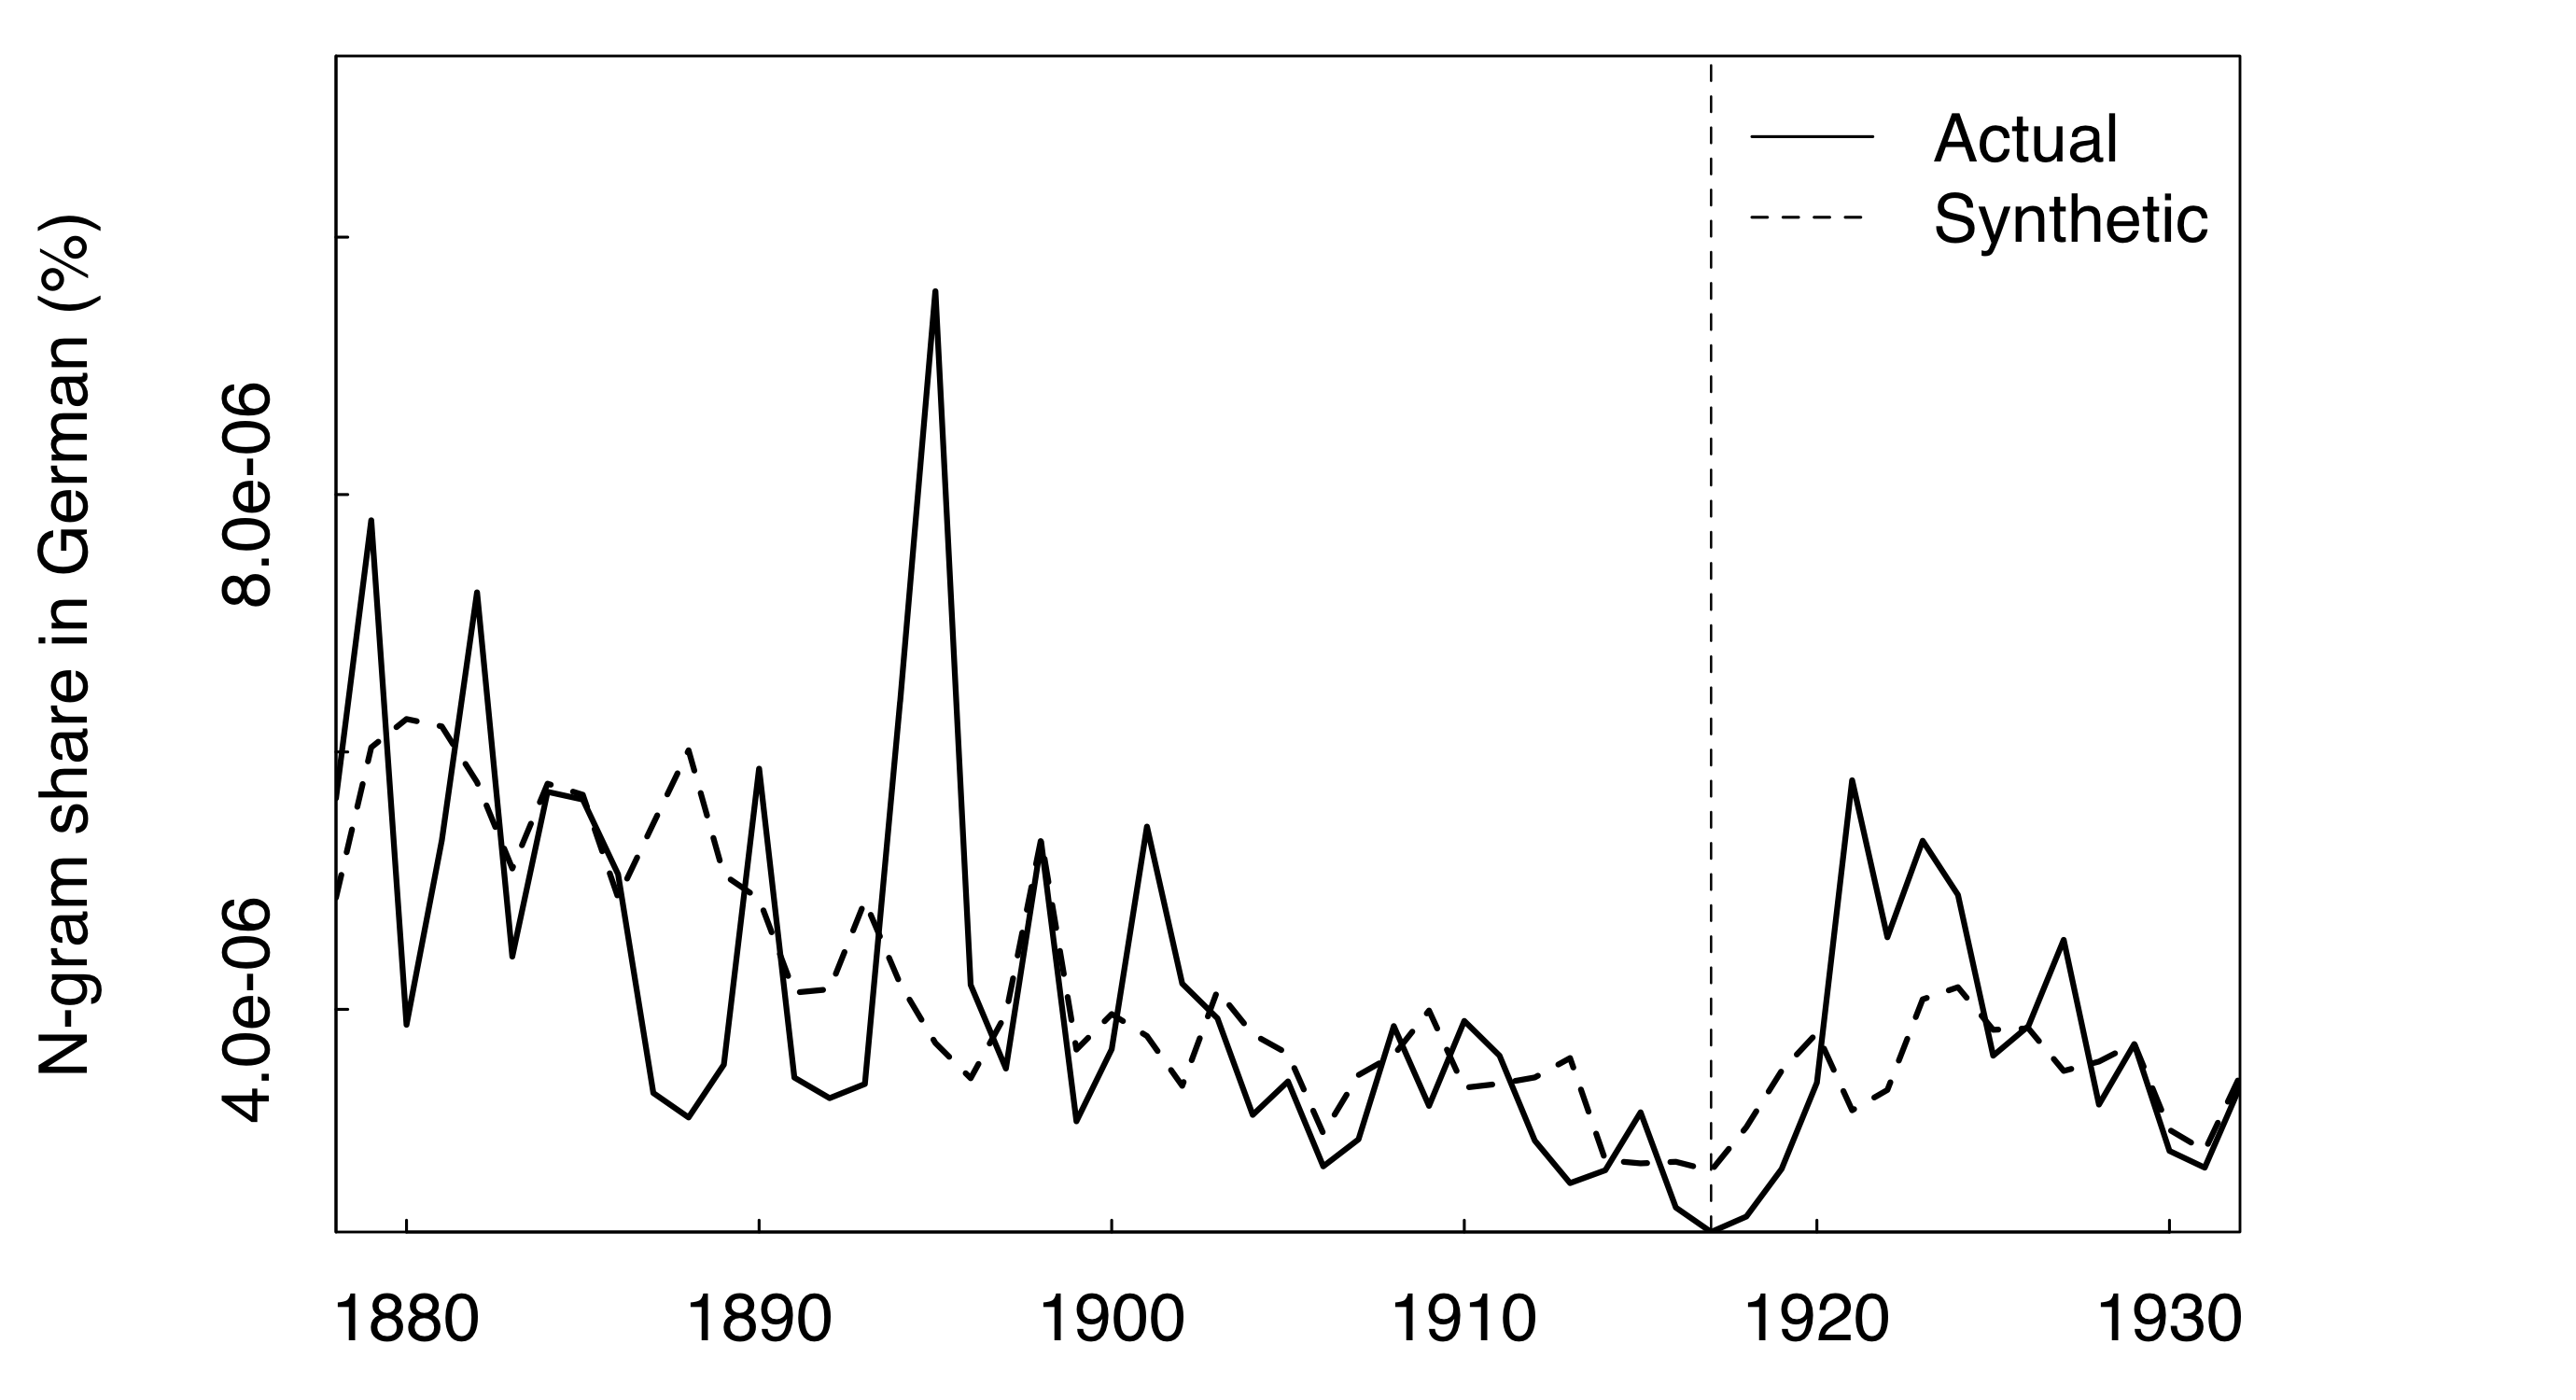 N-gram share in German (%)
8.0e-06
4.0e-06
Actual
Synthetic
1880 1890 1900 1910 1920 1930